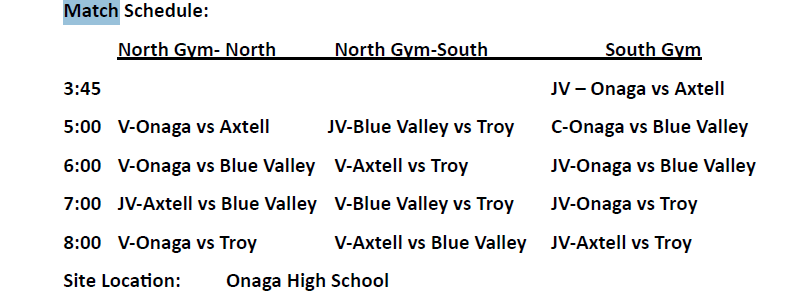 Match Schedule:
North Gym- North North Gym-South South Gym
3:45 JV – Onaga vs Axtell
5:00 V-Onaga vs Axtell JV-Blue Valley vs Troy C-Onaga vs Blue Valley
6:00 V-Onaga vs Blue Valley V-Axtell vs Troy JV-Onaga vs Blue Valley
7:00 JV-Axtell vs Blue Valley V-Blue Valley vs Troy JV-Onaga vs Troy
8:00 V-Onaga vs Troy V-Axtell vs Blue Valley JV-Axtell vs Troy
Site Location: Onaga High School